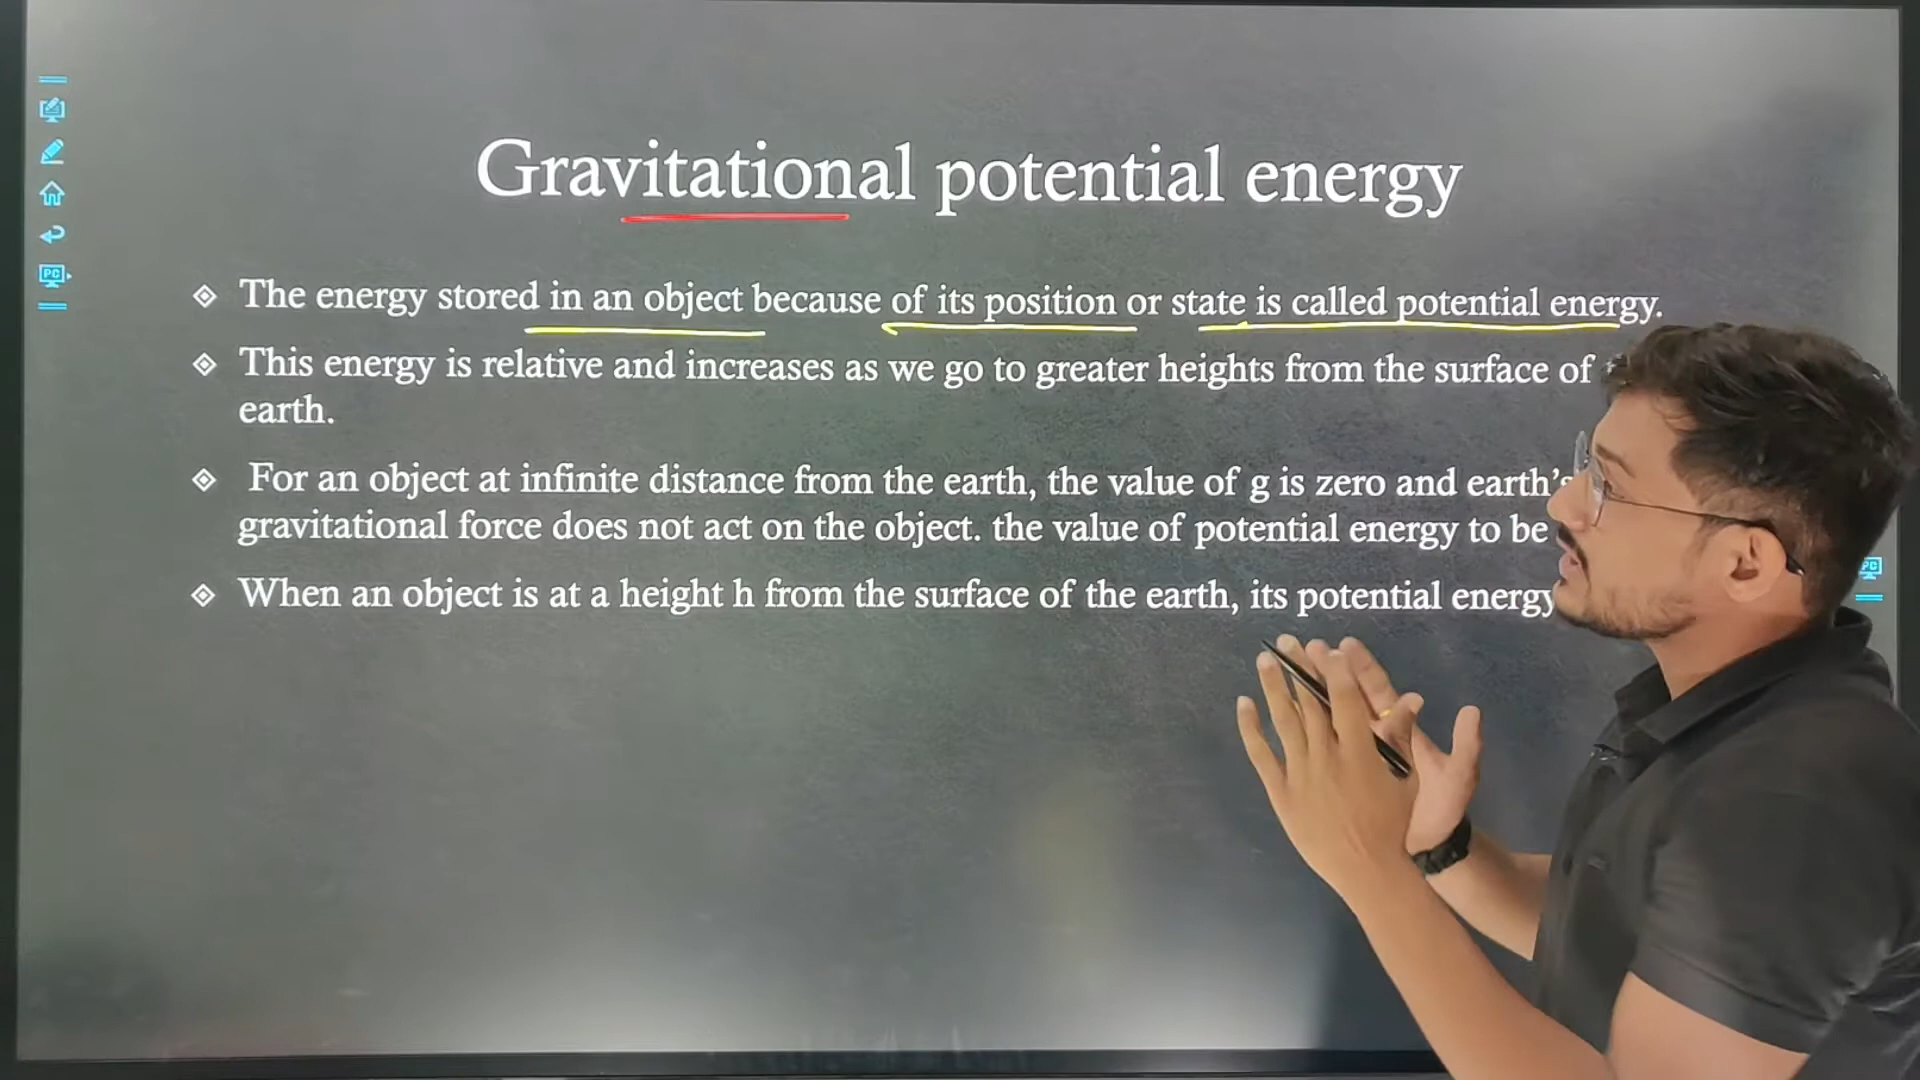 Gravitational potential energy
The energy stored in an object because of its position or state is called potential energy.
This energy is relative and increases as we go to greater heights from the surface of
earth.
For an object at infinite distance from the earth, the value of g is zero and earth's
gravitational force does not act on the object. the value of potential energy to be
When an object is at a height h from the surface of the earth, its potential energy
PC
PC